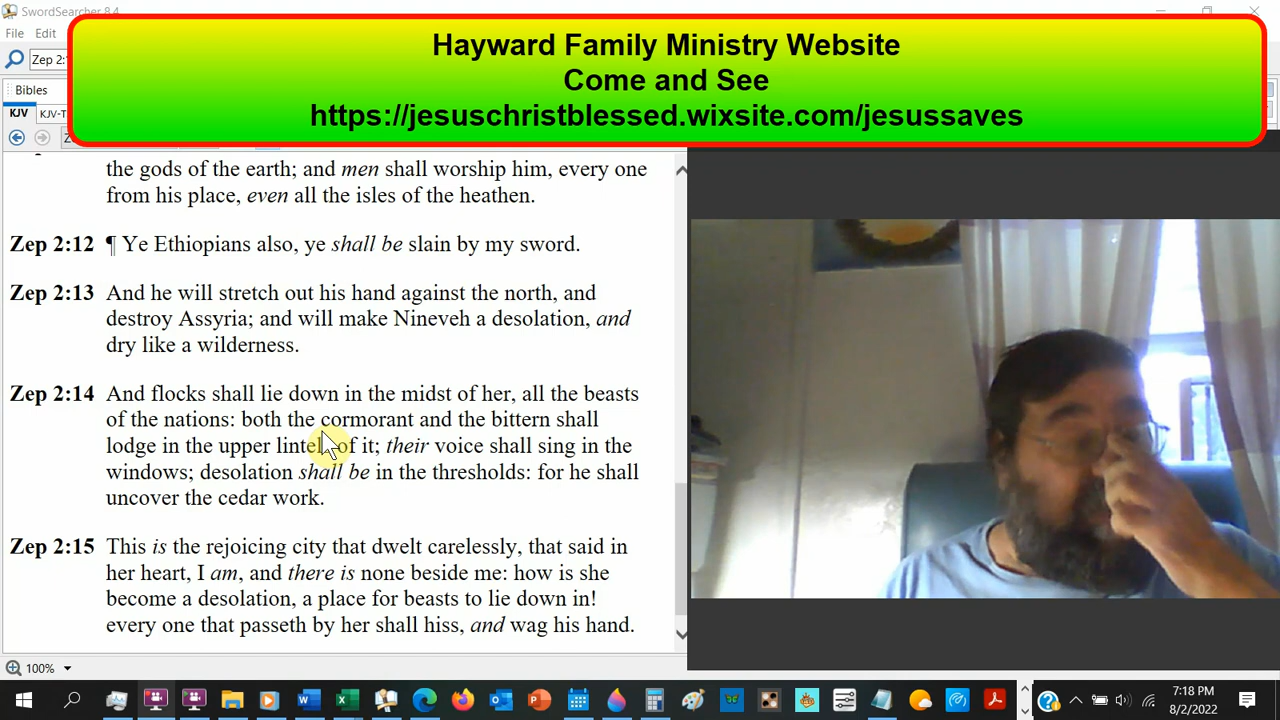 SwordSearcher 8.4
File Edit
Hayward Family Ministry Website
Come and See
https://jesuschristblessed.wixsite.com/jesussaves
Zep 2:1
Bibles
KJV KJV-T
Z
the gods of the earth; and men shall worship him, every one
from his place, even all the isles of the heathen.
Zep 2:12 ¶ Ye Ethiopians also, ye shall be slain by my sword.
Zep 2:13 And he will stretch out his hand against the north, and
destroy Assyria; and will make Nineveh a desolation, and
dry like a wilderness.
Zep 2:14 And flocks shall lie down in the midst of her, all the beasts
of the nations: both the cormorant and the bittern shall
lodge in the upper lintels of it; their voice shall sing in the
windows; desolation shall be in the thresholds: for he shall
uncover the cedar work.
Zep 2:15 This is the rejoicing city that dwelt carelessly, that said in
her heart, I am, and there is none beside me: how is she
become a desolation, a place for beasts to lie down in!
every one that passeth by her shall hiss, and wag his hand.
100%
7:18 PM
8/2/2022